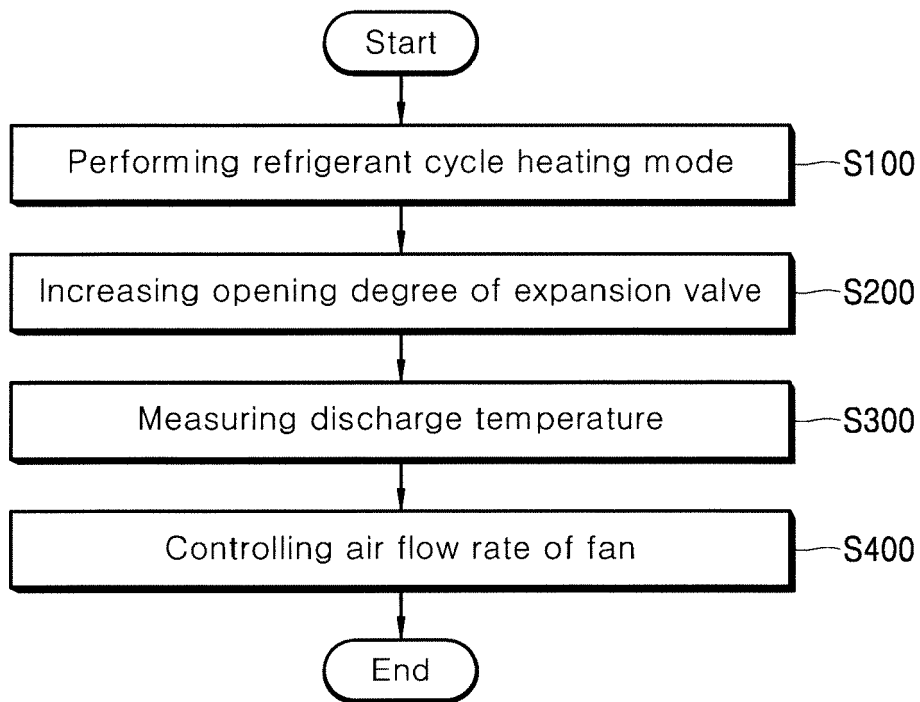 Start
Performing refrigerant cycle heating mode S100
Increasing opening degree of expansion valve S200
Measuring discharge temperature S300
Controlling air flow rate of fan S400
End